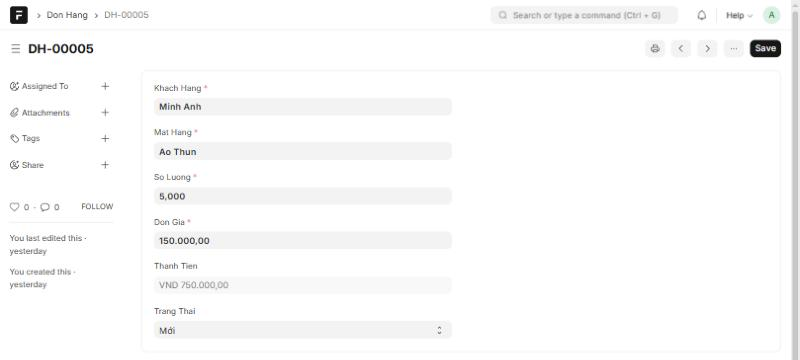 Don Hang > DH-00005
Search or type a command (Ctrl + G)
Help
A
DH-00005
Save
Assigned To
Attachments
Tags
Share
0 · 0 FOLLOW
You last edited this ·
yesterday
You created this ·
yesterday
Khach Hang *
Minh Anh
Mat Hang *
Ao Thun
So Luong *
5,000
Don Gia *
150.000,00
Thanh Tien
VND 750.000,00
Trang Thai
Mới